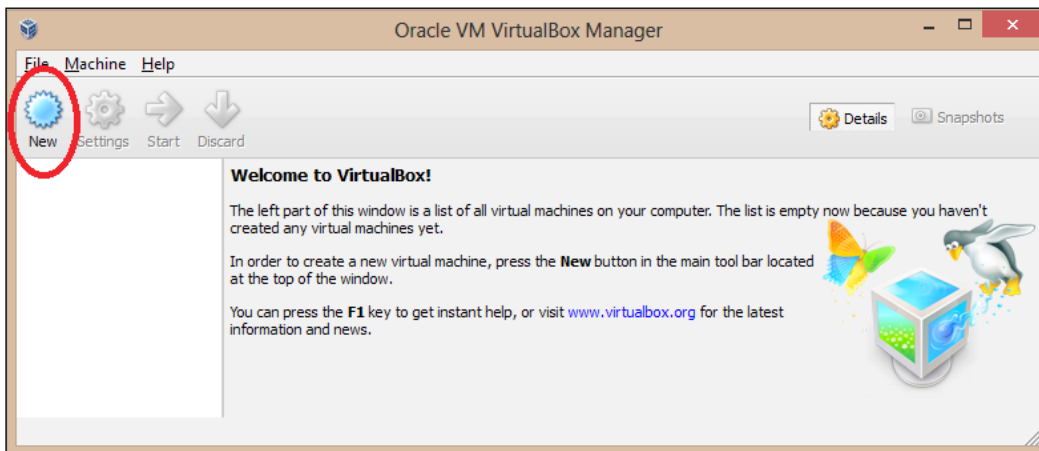 Oracle VM VirtualBox Manager
File Machine Help
New Settings Start Discard
Details Snapshots
Welcome to VirtualBox!
The left part of this window is a list of all virtual machines on your computer. The list is empty now because you haven't
created any virtual machines yet.
In order to create a new virtual machine, press the New button in the main tool bar located
at the top of the window.
You can press the F1 key to get instant help, or visit www.virtualbox.org for the latest
information and news.